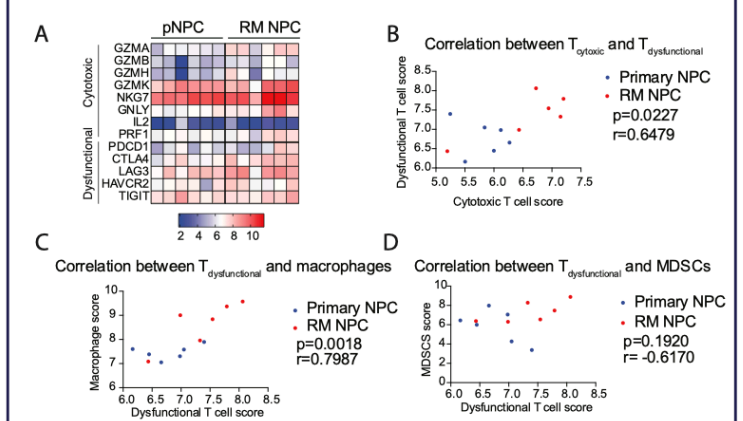 A
pNPC RM NPC
Cytotoxic
GZMA
GZMB
GZMH
GZMK
NKG7
GNLY
IL2
PRF1
Dysfunctional
PDCD1
CTLA4
LAG3
HAVCR2
TIGIT
2 4 6 8 10
B
Correlation between Tcytoxic and Tdysfunctional
Dysfunctional T cell score
8.5
8.0
7.5
7.0
6.5
6.0
5.0 5.5 6.0 6.5 7.0 7.5
Cytotoxic T cell score
Primary NPC
RM NPC
p=0.0227
r=0.6479
C
Correlation between Tdysfunctional and macrophages
Macrophage score
10
9
8
7
6
6.0 6.5 7.0 7.5 8.0 8.5
Dysfunctional T cell score
Primary NPC
RM NPC
p=0.0018
r=0.7987
D
Correlation between Tdysfunctional and MDSCs
MDSCS score
10
8
6
4
2
0
6.0 6.5 7.0 7.5 8.0 8.5
Dysfunctional T cell score
Primary NPC
RM NPC
p=0.1920
r= -0.6170